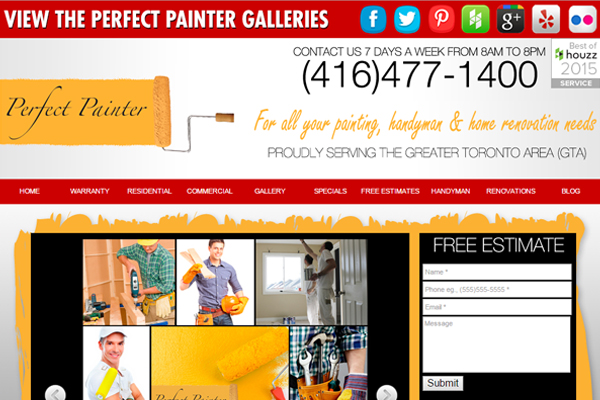 VIEW THE PERFECT PAINTER GALLERIES
CONTACT US 7 DAYS A WEEK FROM 8AM TO 8PM
(416)477-1400
Best of
houzz
2015
SERVICE
Perfect Painter
For all your painting, handyman & home renovation needs
PROUDLY SERVING THE GREATER TORONTO AREA (GTA)
HOME WARRANTY RESIDENTIAL COMMERCIAL GALLERY SPECIALS FREE ESTIMATES HANDYMAN RENOVATIONS BLOG
FREE ESTIMATE
Name *
Phone eg., (555)555-5555 *
Email *
Message
Submit
Perfect Painter